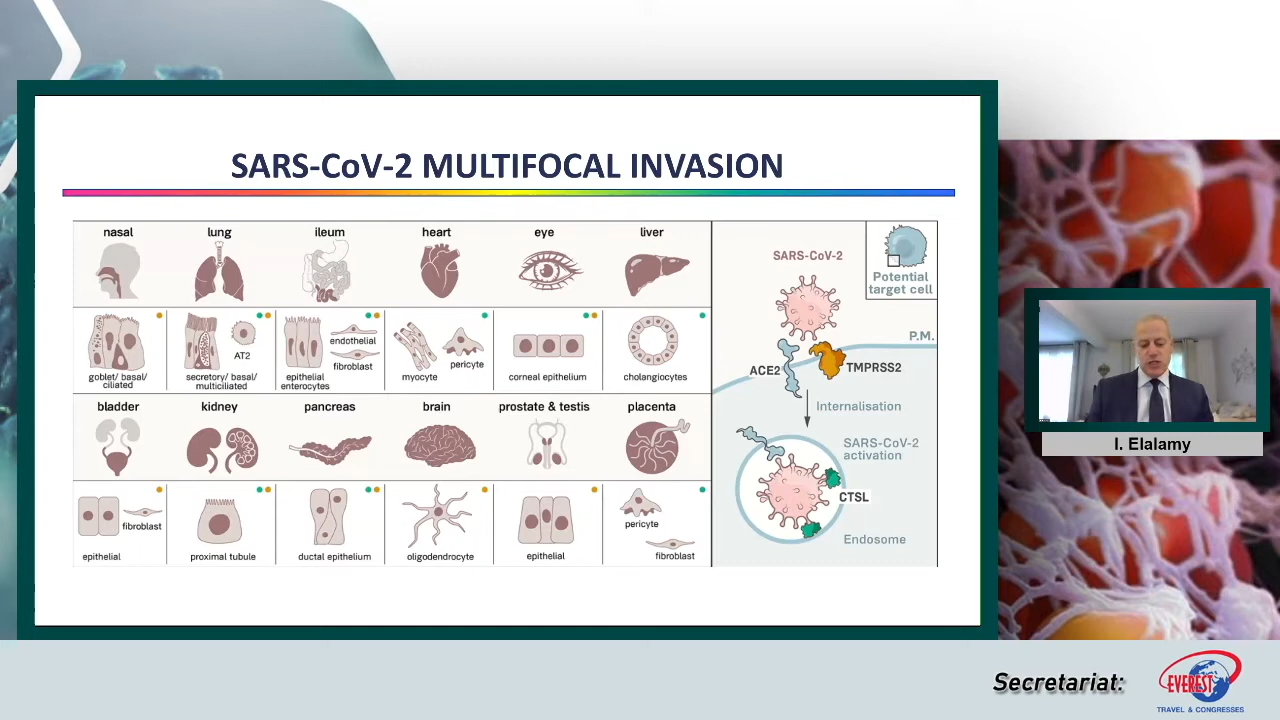 SARS-CoV-2 MULTIFOCAL INVASION
nasal
lung
ileum
heart
eye
liver
goblet/ basal/
ciliated
AT2
secretory/ basal/
multiciliated
endothelial
fibroblast
epithelial
enterocytes
pericyte
myocyte
corneal epithelium
cholangiocytes
bladder
kidney
pancreas
brain
prostate & testis
placenta
fibroblast
epithelial
proximal tubule
ductal epithelium
oligodendrocyte
epithelial
pericyte
fibroblast
SARS-CoV-2
Potential
target cell
P.M.
ACE2
TMPRSS2
Internalisation
SARS-CoV-2
activation
CTSL
Endosome
I. Elalamy
Secretariat:
EVEREST
TRAVEL & CONGRESSES